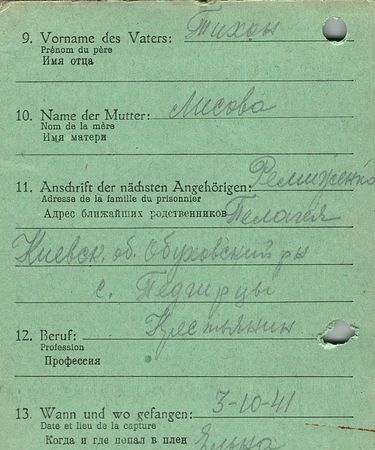 9. Vorname des Vaters: Тихон
Prénom du père
Имя отца
10. Name der Mutter: Лисова
Nom de la mère
Имя матери
11. Anschrift der nächsten Angehörigen: Ремиженко
Adresse de la famille du prisonnier
Адрес ближайших родственников Пелагея
Киевск. об. Обуховский р-н
с. Педгирцы
12. Beruf: Крестьянин
Profession
Профессия
13. Wann und wo gefangen: 3-10-41
Date et lieu de la capture
Когда и где попал в плен Ельна